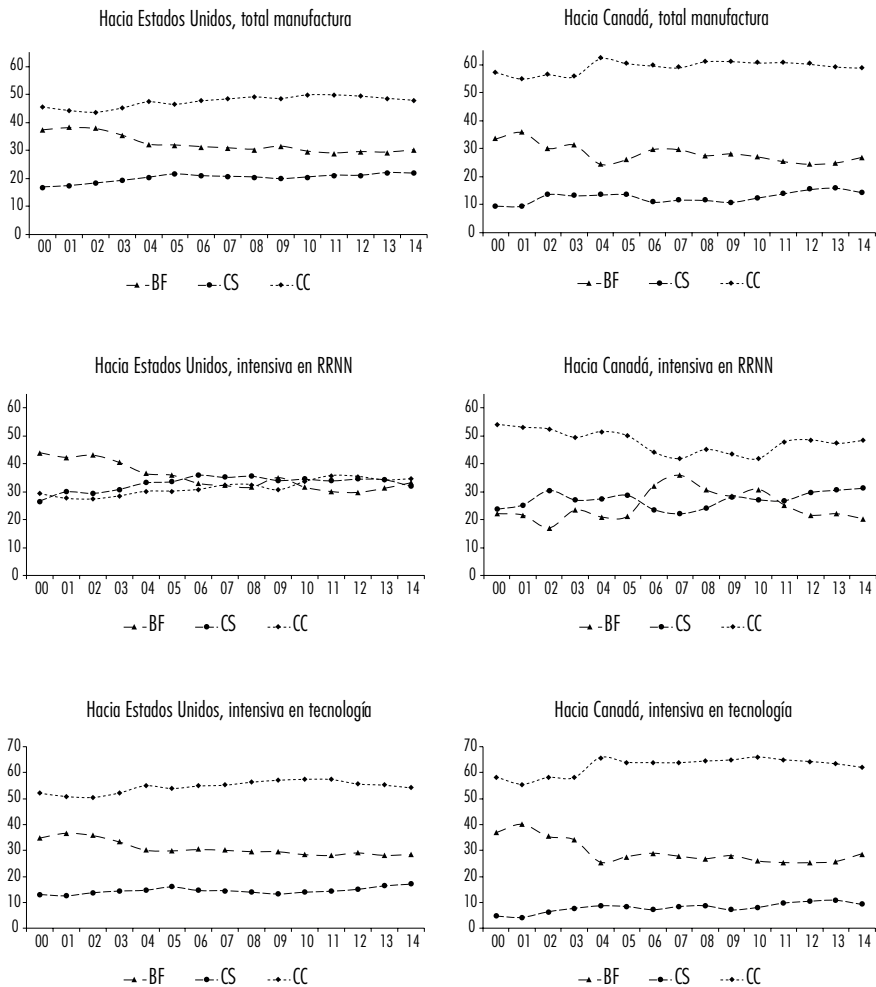 Hacia Estados Unidos, total manufactura
60
50
40
30
20
10
0
00 01 02 03 04 05 06 07 08 09 10 11 12 13 14
BF CS CC
Hacia Canadá, total manufactura
60
50
40
30
20
10
0
00 01 02 03 04 05 06 07 08 09 10 11 12 13 14
BF CS CC
Hacia Estados Unidos, intensiva en RRNN
60
50
40
30
20
10
0
00 01 02 03 04 05 06 07 08 09 10 11 12 13 14
BF CS CC
Hacia Canadá, intensiva en RRNN
60
50
40
30
20
10
0
00 01 02 03 04 05 06 07 08 09 10 11 12 13 14
BF CS CC
Hacia Estados Unidos, intensiva en tecnología
70
60
50
40
30
20
10
0
00 01 02 03 04 05 06 07 08 09 10 11 12 13 14
BF CS CC
Hacia Canadá, intensiva en tecnología
70
60
50
40
30
20
10
0
00 01 02 03 04 05 06 07 08 09 10 11 12 13 14
BF CS CC